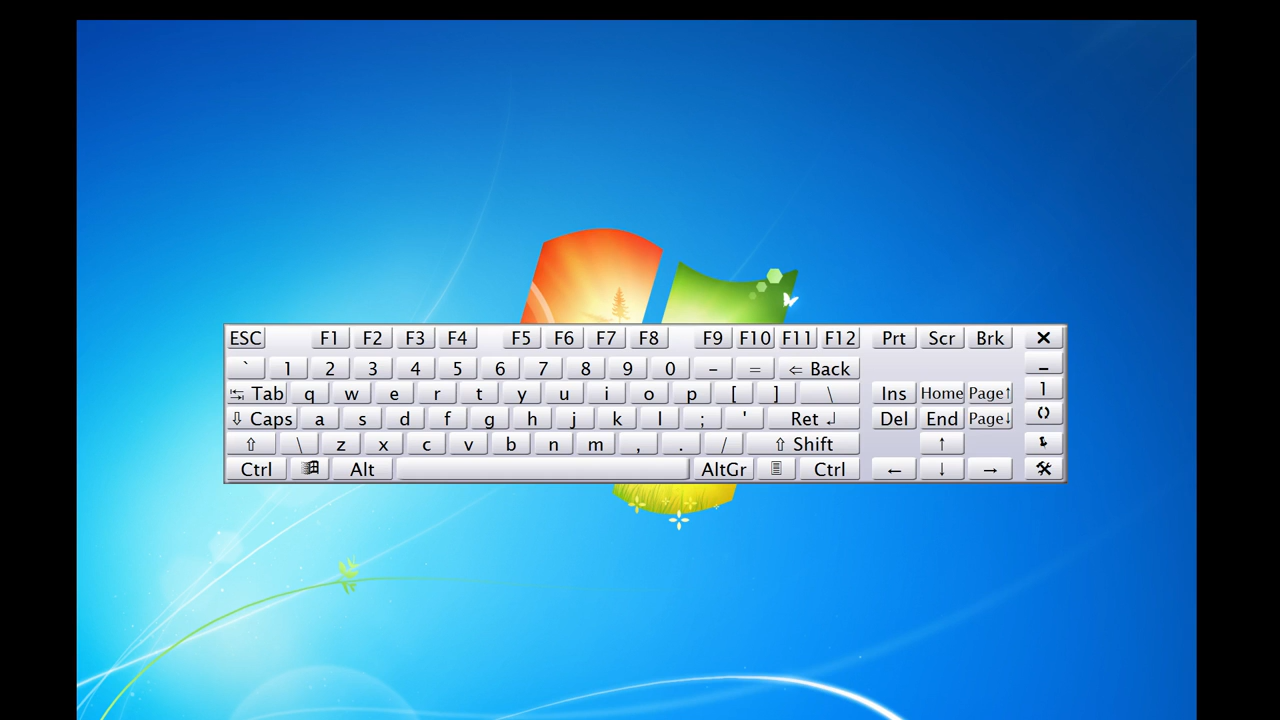 ESC F1 F2 F3 F4 F5 F6 F7 F8 F9 F10 F11 F12 Prt Scr Brk ✕
` 1 2 3 4 5 6 7 8 9 0 - = ⇐ Back _
↹ Tab q w e r t y u i o p [ ] \ Ins Home Page↑ 1
⇩ Caps a s d f g h j k l ; ' Ret ↲ Del End Page↓ ()
⇧ \ z x c v b n m , . / ⇧ Shift ↑
Ctrl Alt AltGr Ctrl ← ↓ →